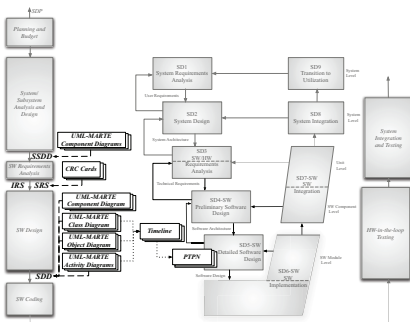 SDP
Planning and
Budget
System/
Subsystem
Analysis and
Design
SSDD
SW Requirements
Analysis
IRS SRS
SW Design
SDD
SW Coding
UML-MARTE
Component Diagrams
CRC Cards
UML-MARTE
Component Diagram
UML-MARTE
Class Diagram
UML-MARTE
Object Diagram
UML-MARTE
Activity Diagrams
Timeline
PTPN
SD1
System Requirements
Analysis
User Requirements
SD2
System Design
System Architecture
SD3
SW/HW
Requirements
Analysis
Technical Requirements
SD4-SW
Preliminary Software
Design
Software Architecture
SD5-SW
Detailed Software
Design
Software Design
SD6-SW
SW
Implementation
SD7-SW
SW
Integration
SD8
System Integration
SD9
Transition to
Utilization
System
Level
System
Level
Unit
Level
SW Component
Level
SW Module
Level
System
Integration
and Testing
HW-in-the-loop
Testing